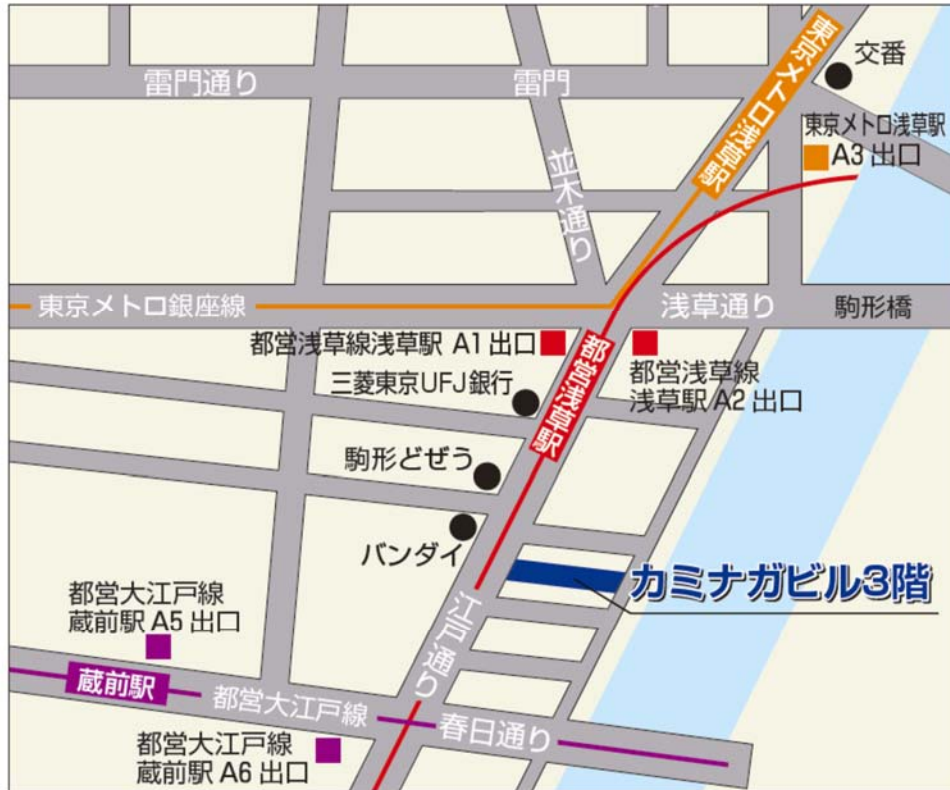 東京メトロ浅草駅
交番
雷門通り
雷門
東京メトロ浅草駅
A3 出口
並木通り
東京メトロ銀座線
浅草通り
駒形橋
都営浅草線浅草駅 A1 出口
都営浅草駅
都営浅草線
浅草駅 A2 出口
三菱東京UFJ銀行
駒形どぜう
バンダイ
カミナガビル3階
都営大江戸線
蔵前駅 A5 出口
江戸通り
蔵前駅
都営大江戸線
春日通り
都営大江戸線
蔵前駅 A6 出口